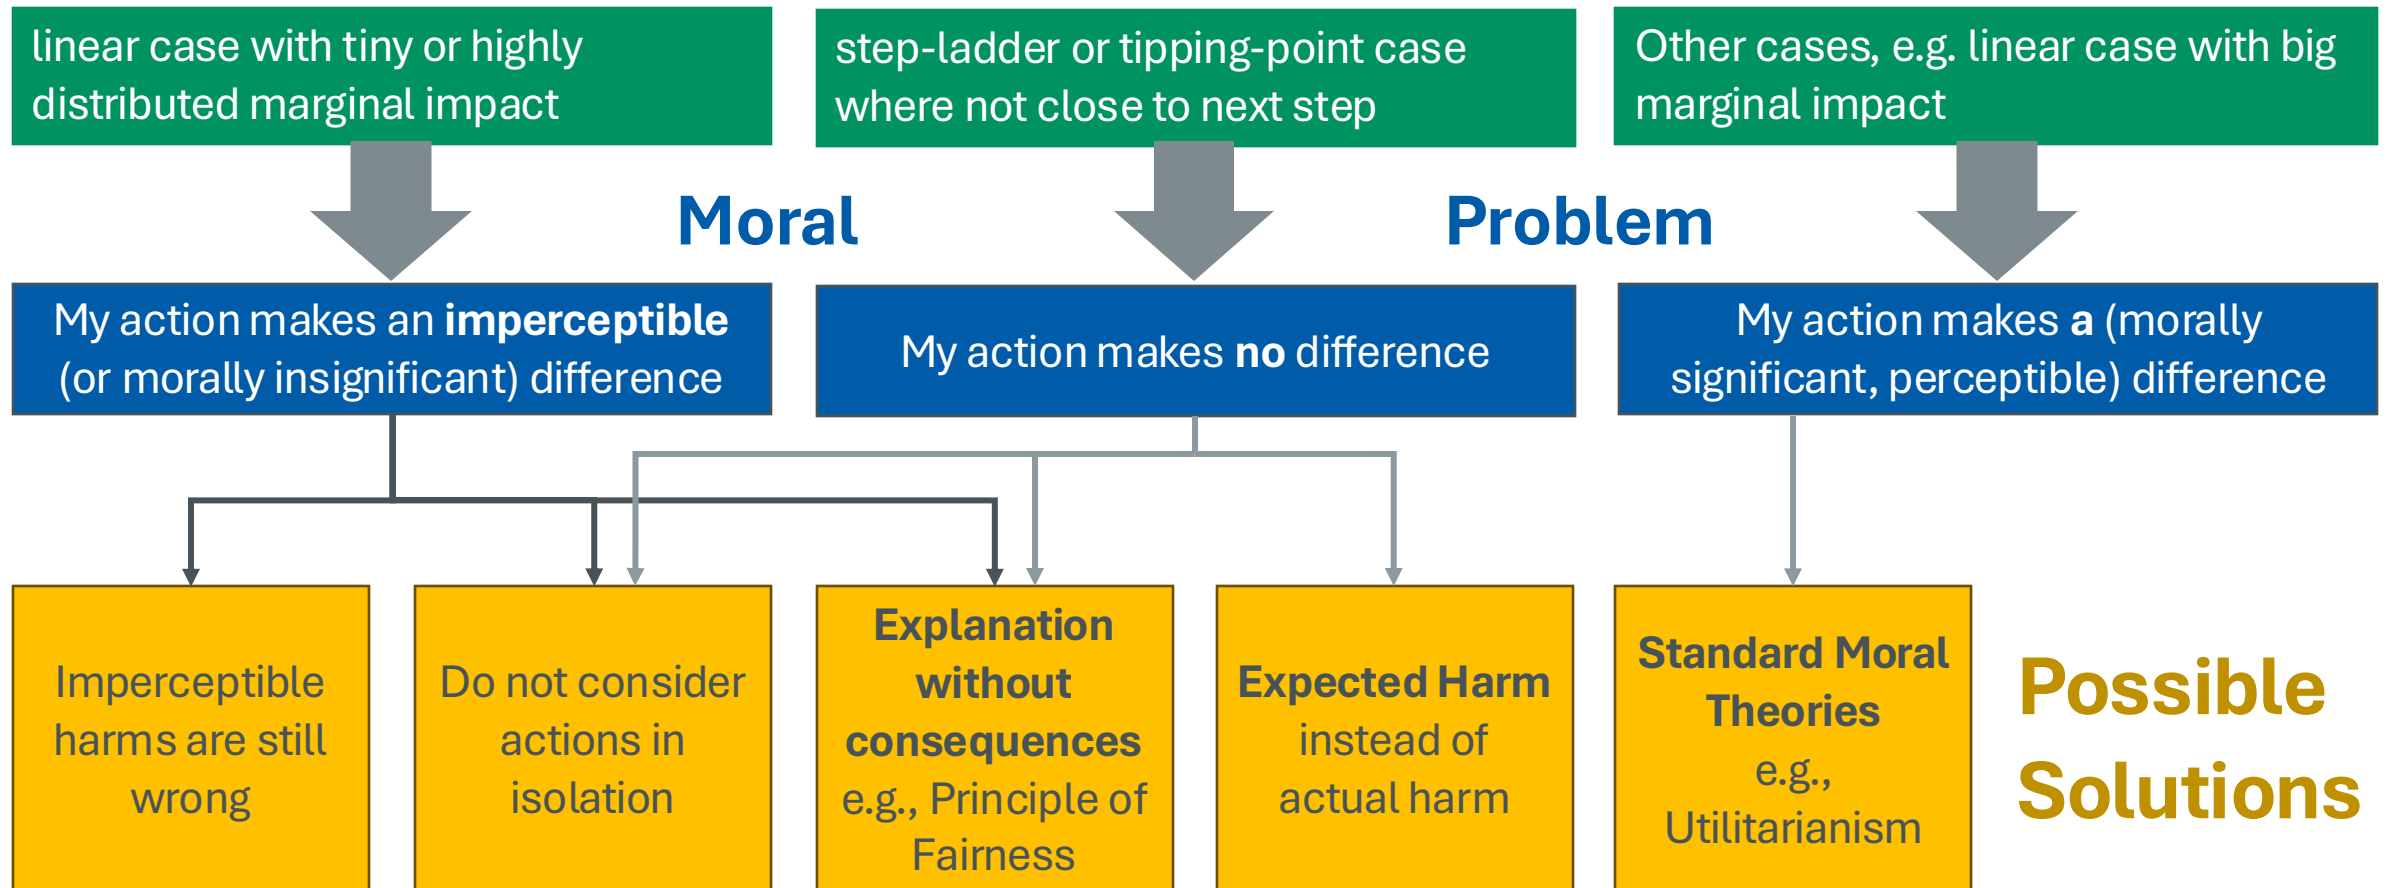 linear case with tiny or highly
distributed marginal impact
step-ladder or tipping-point case
where not close to next step
Other cases, e.g. linear case with big
marginal impact
Moral Problem
My action makes an imperceptible
(or morally insignificant) difference
My action makes no difference
My action makes a (morally
significant, perceptible) difference
Imperceptible
harms are still
wrong
Do not consider
actions in
isolation
Explanation
without
consequences
e.g., Principle of
Fairness
Expected Harm
instead of
actual harm
Standard Moral
Theories
e.g.,
Utilitarianism
Possible
Solutions